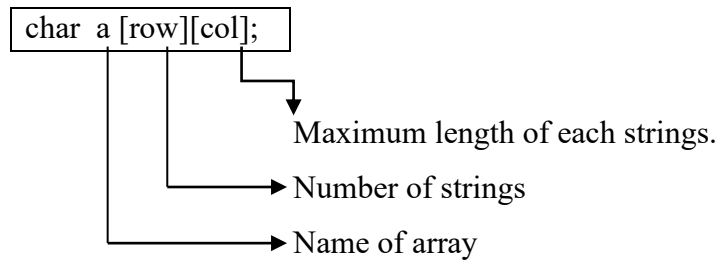 char a [row][col];
Maximum length of each strings.
Number of strings
Name of array